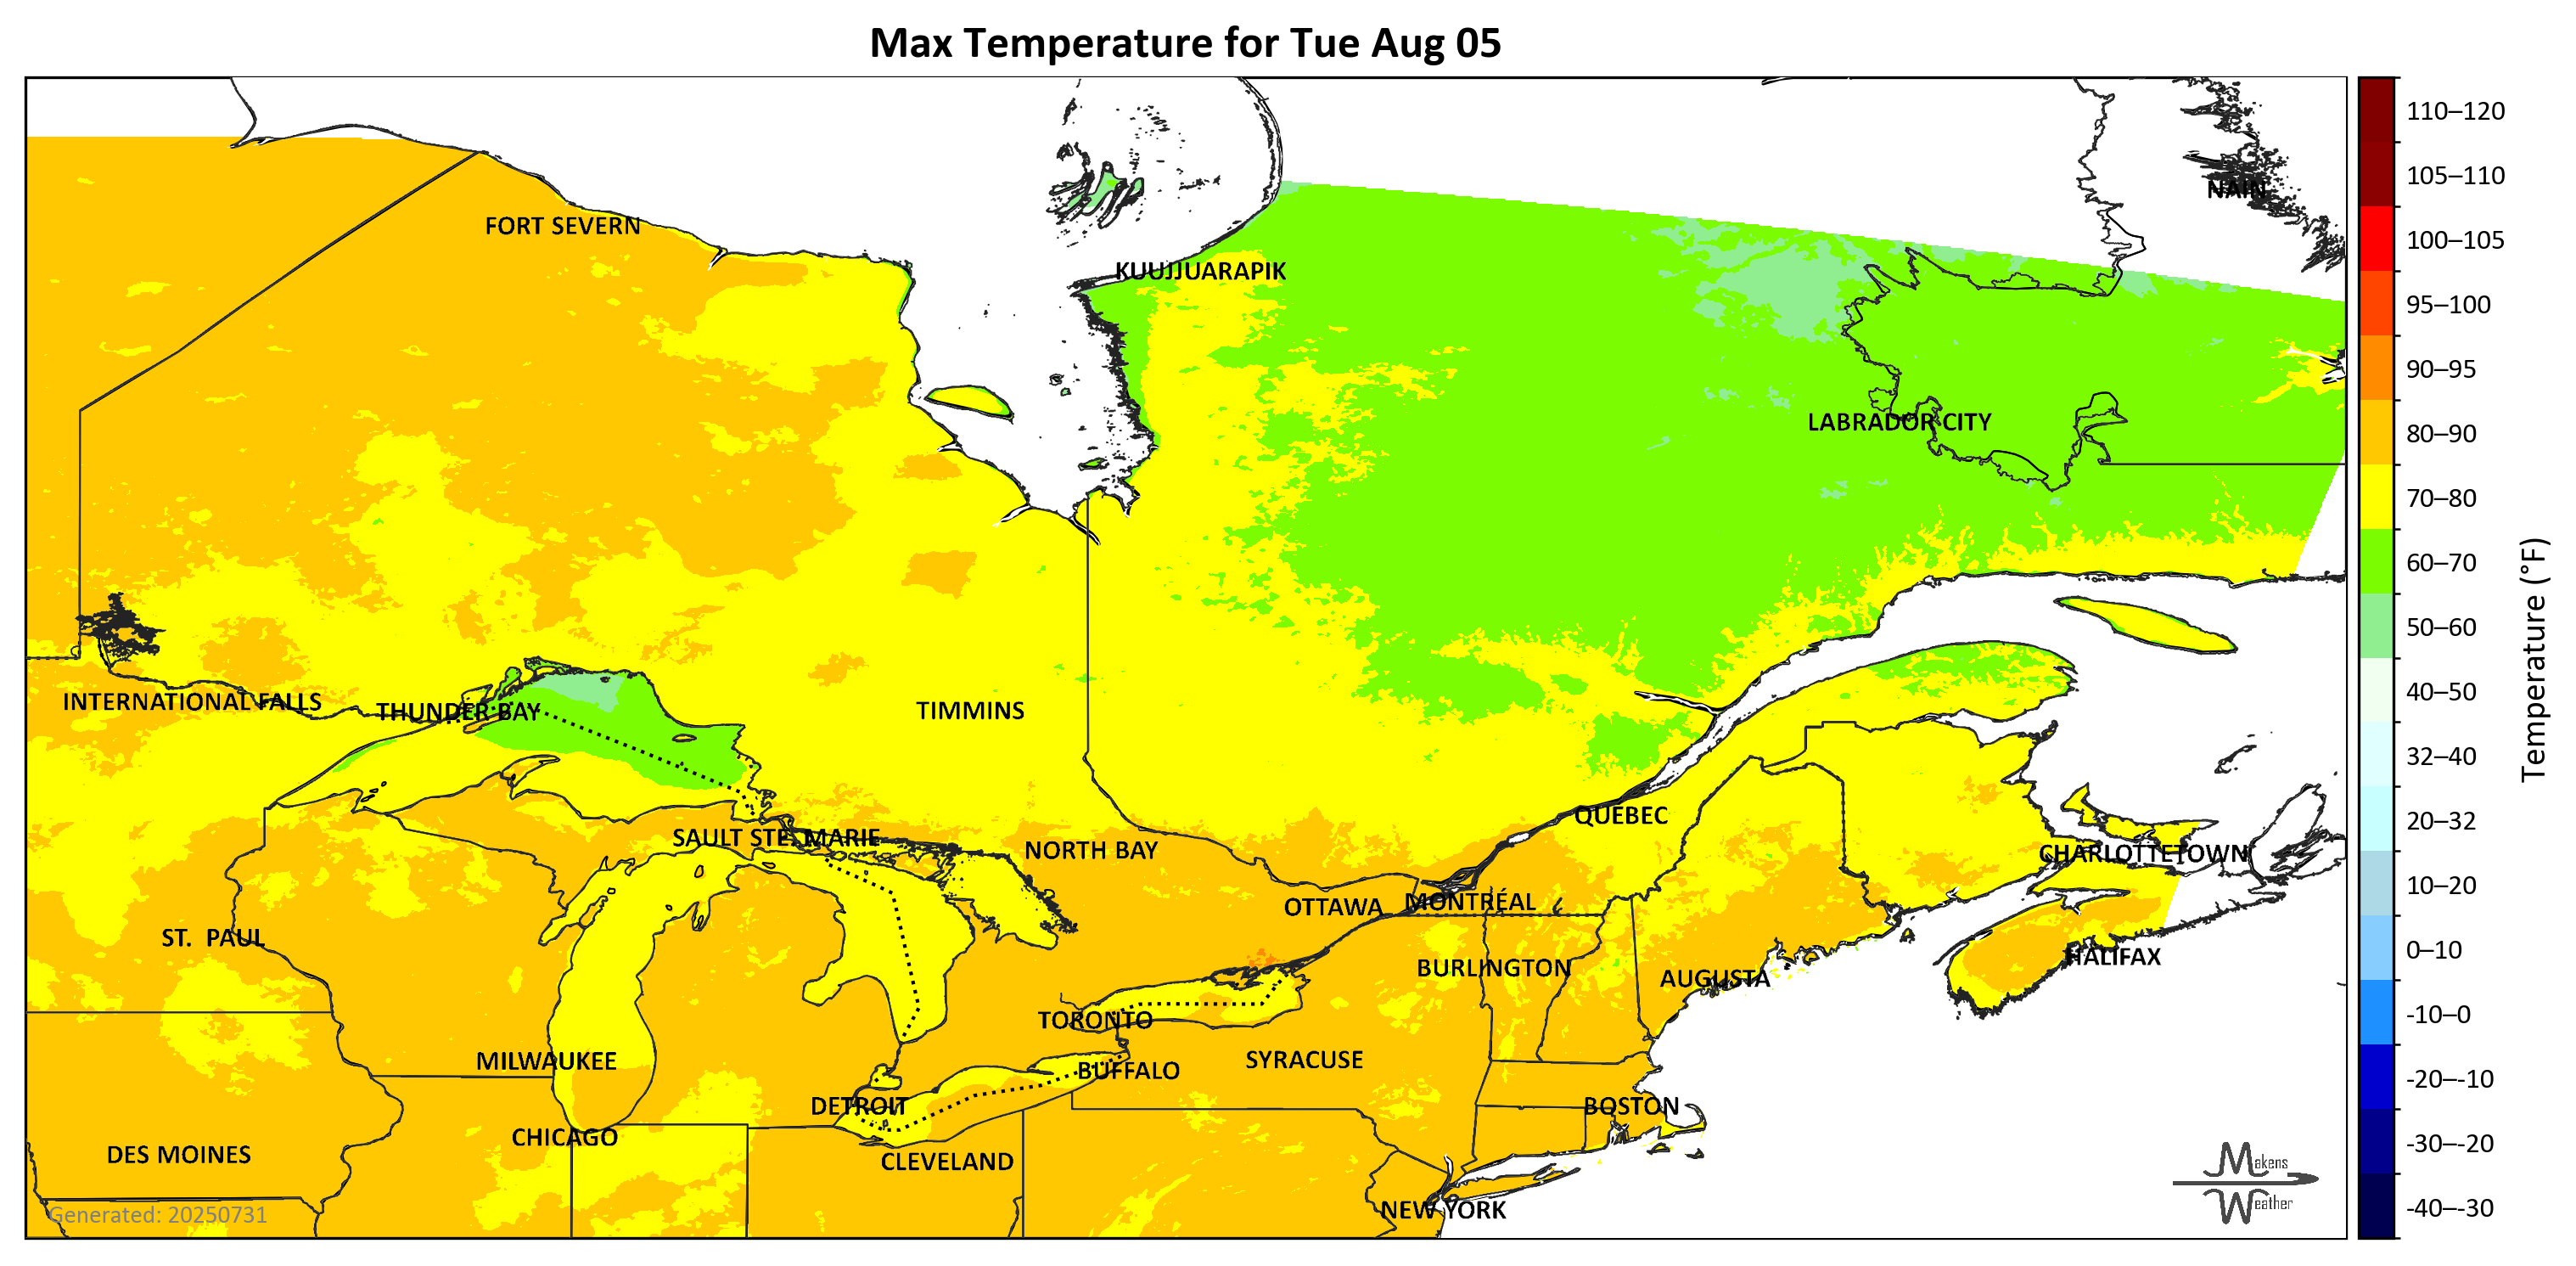 Max Temperature for Tue Aug 05
110–120
NAIN
105–110
FORT SEVERN
100–105
KUUJJUARAPIK
95–100
90–95
LABRADOR CITY
80–90
70–80
60–70
50–60
40–50
INTERNATIONAL FALLS
THUNDER BAY
TIMMINS
32–40
QUEBEC
20–32
SAULT STE. MARIE
NORTH BAY
CHARLOTTETOWN
10–20
OTTAWA
MONTRÉAL
ST. PAUL
0–10
HALIFAX
BURLINGTON
AUGUSTA
-10–0
TORONTO
MILWAUKEE
SYRACUSE
BUFFALO
-20–-10
DETROIT
BOSTON
CHICAGO
-30–-20
DES MOINES
CLEVELAND
Makens
Weather
-40–-30
NEW YORK
Generated: 20250731
Temperature (°F)